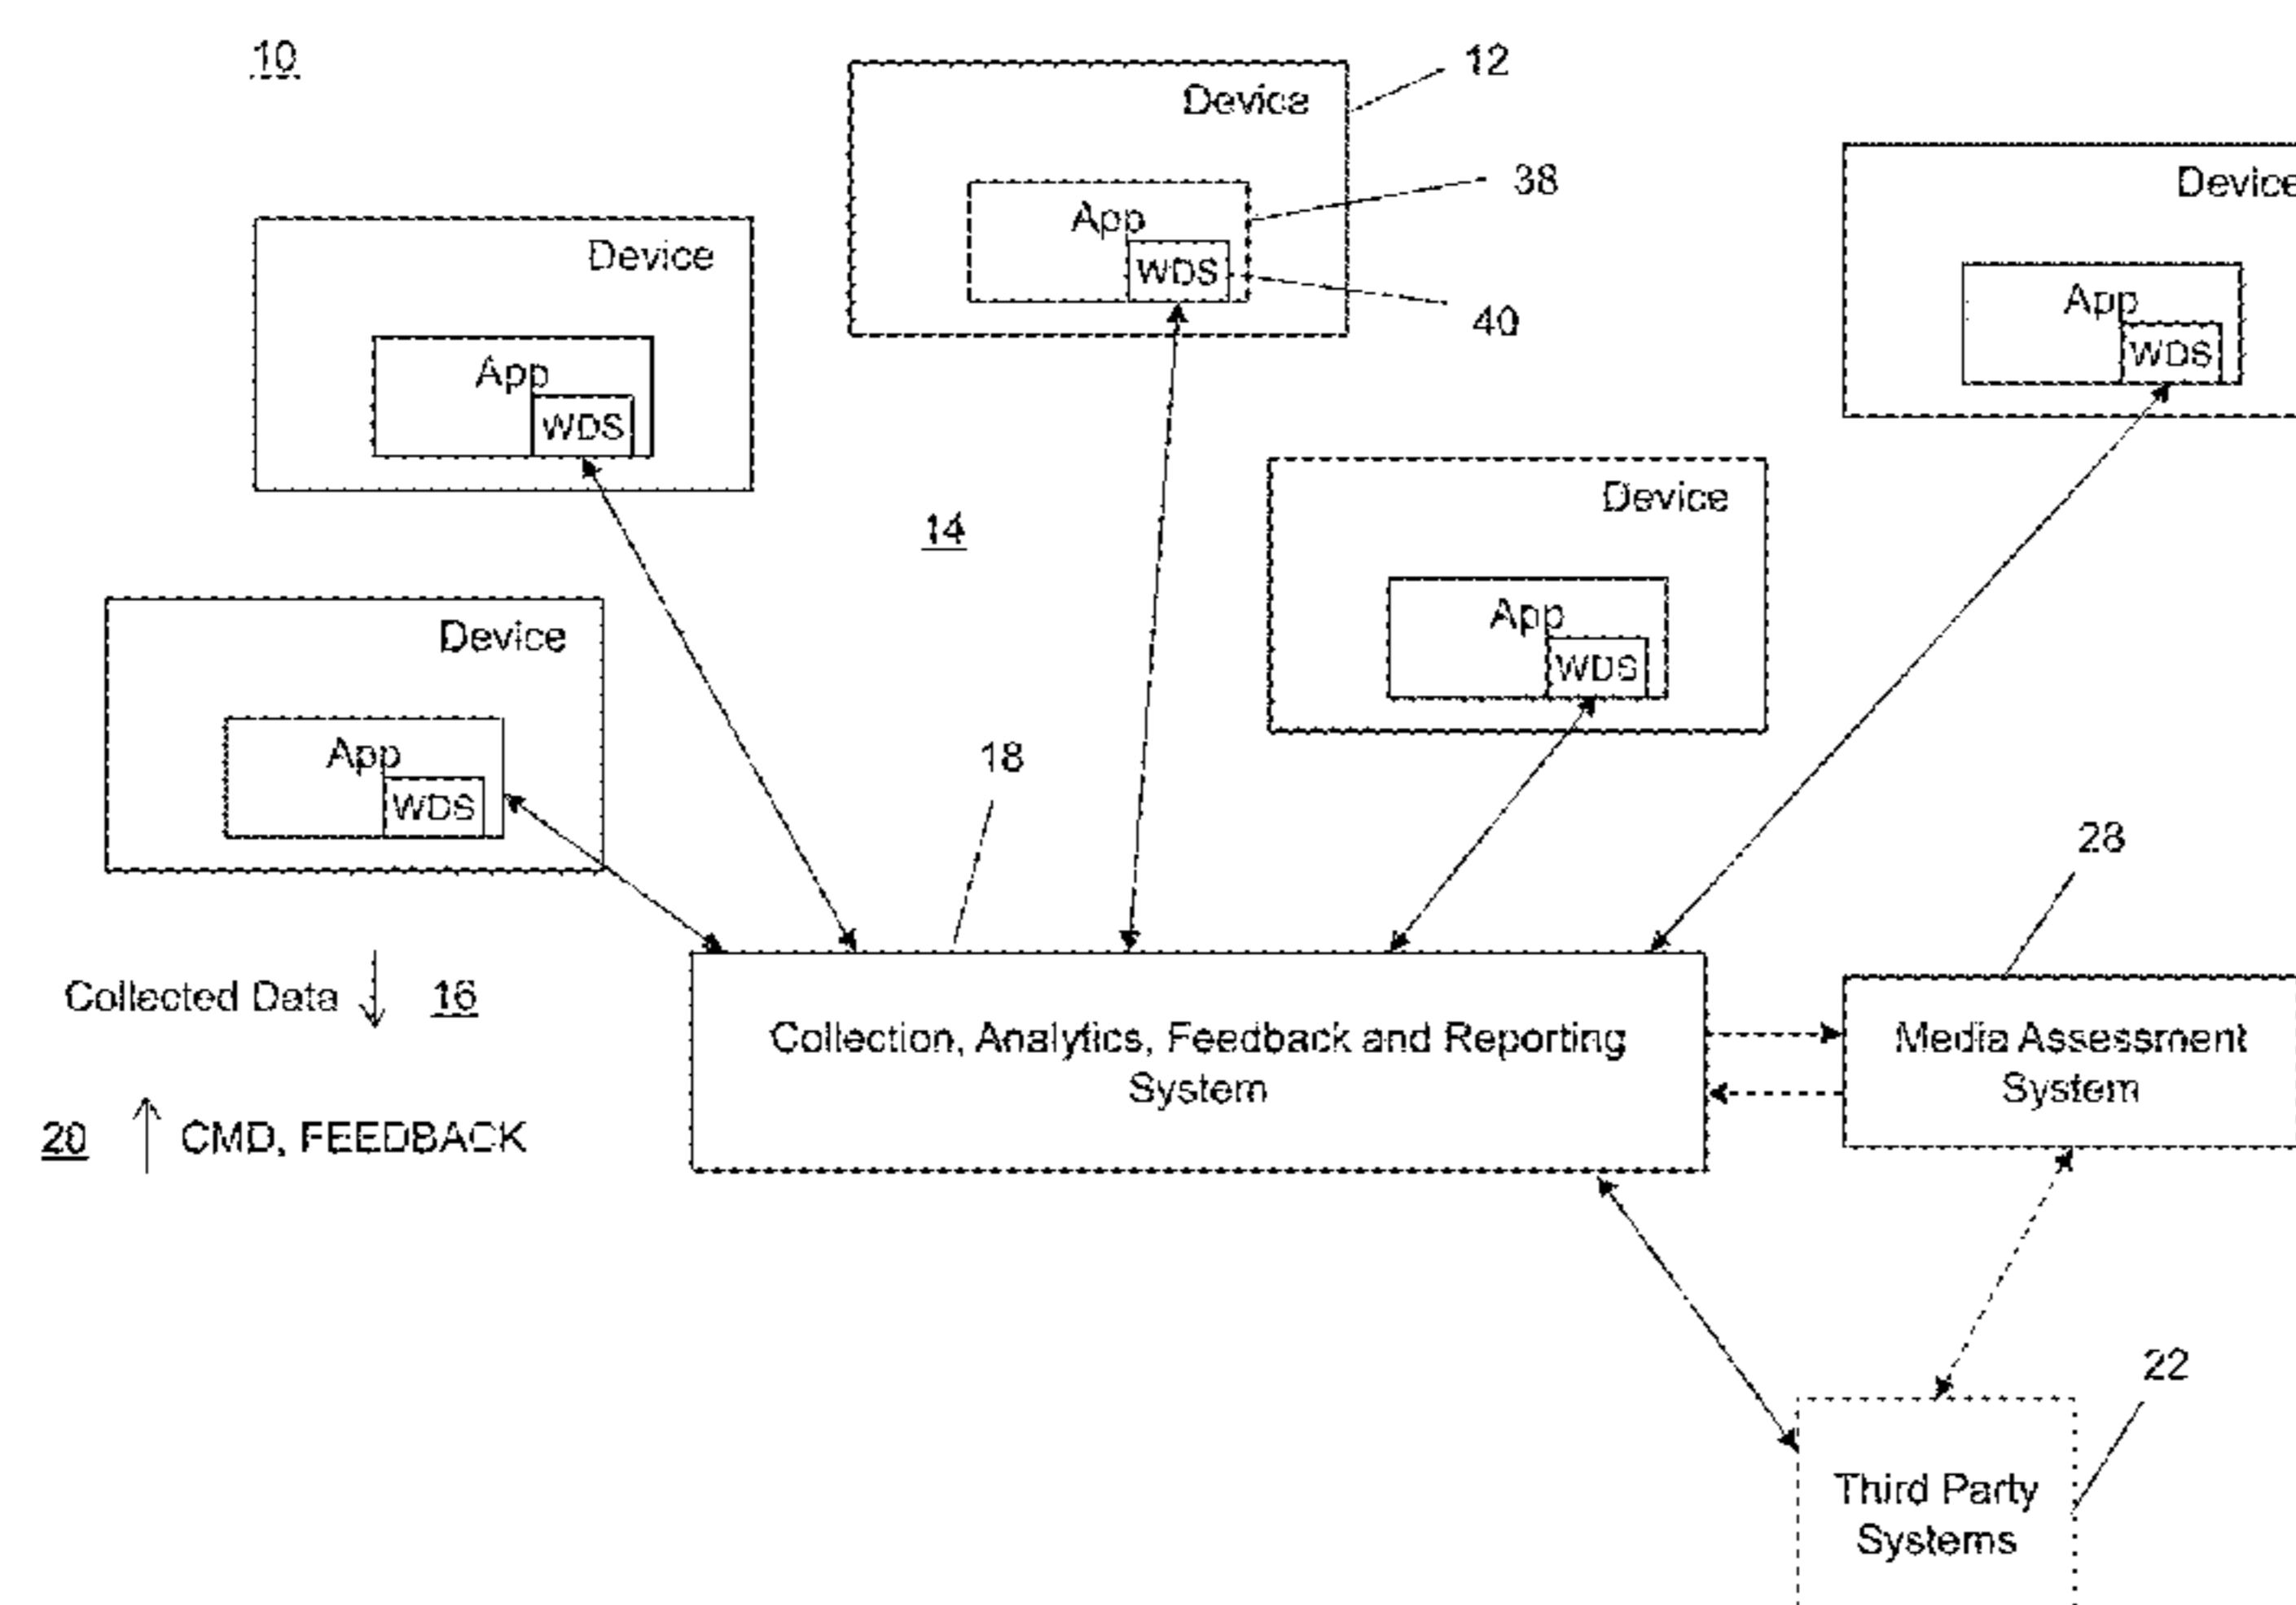 10
12
Device
38
App
WDS
40
Device
App
WDS
Device
App
WDS
14
Device
App
WDS
Device
App
WDS
18
28
Collected Data
16
20
CMD, FEEDBACK
Collection, Analytics, Feedback and Reporting
System
Media Assessment
System
22
Third Party
Systems